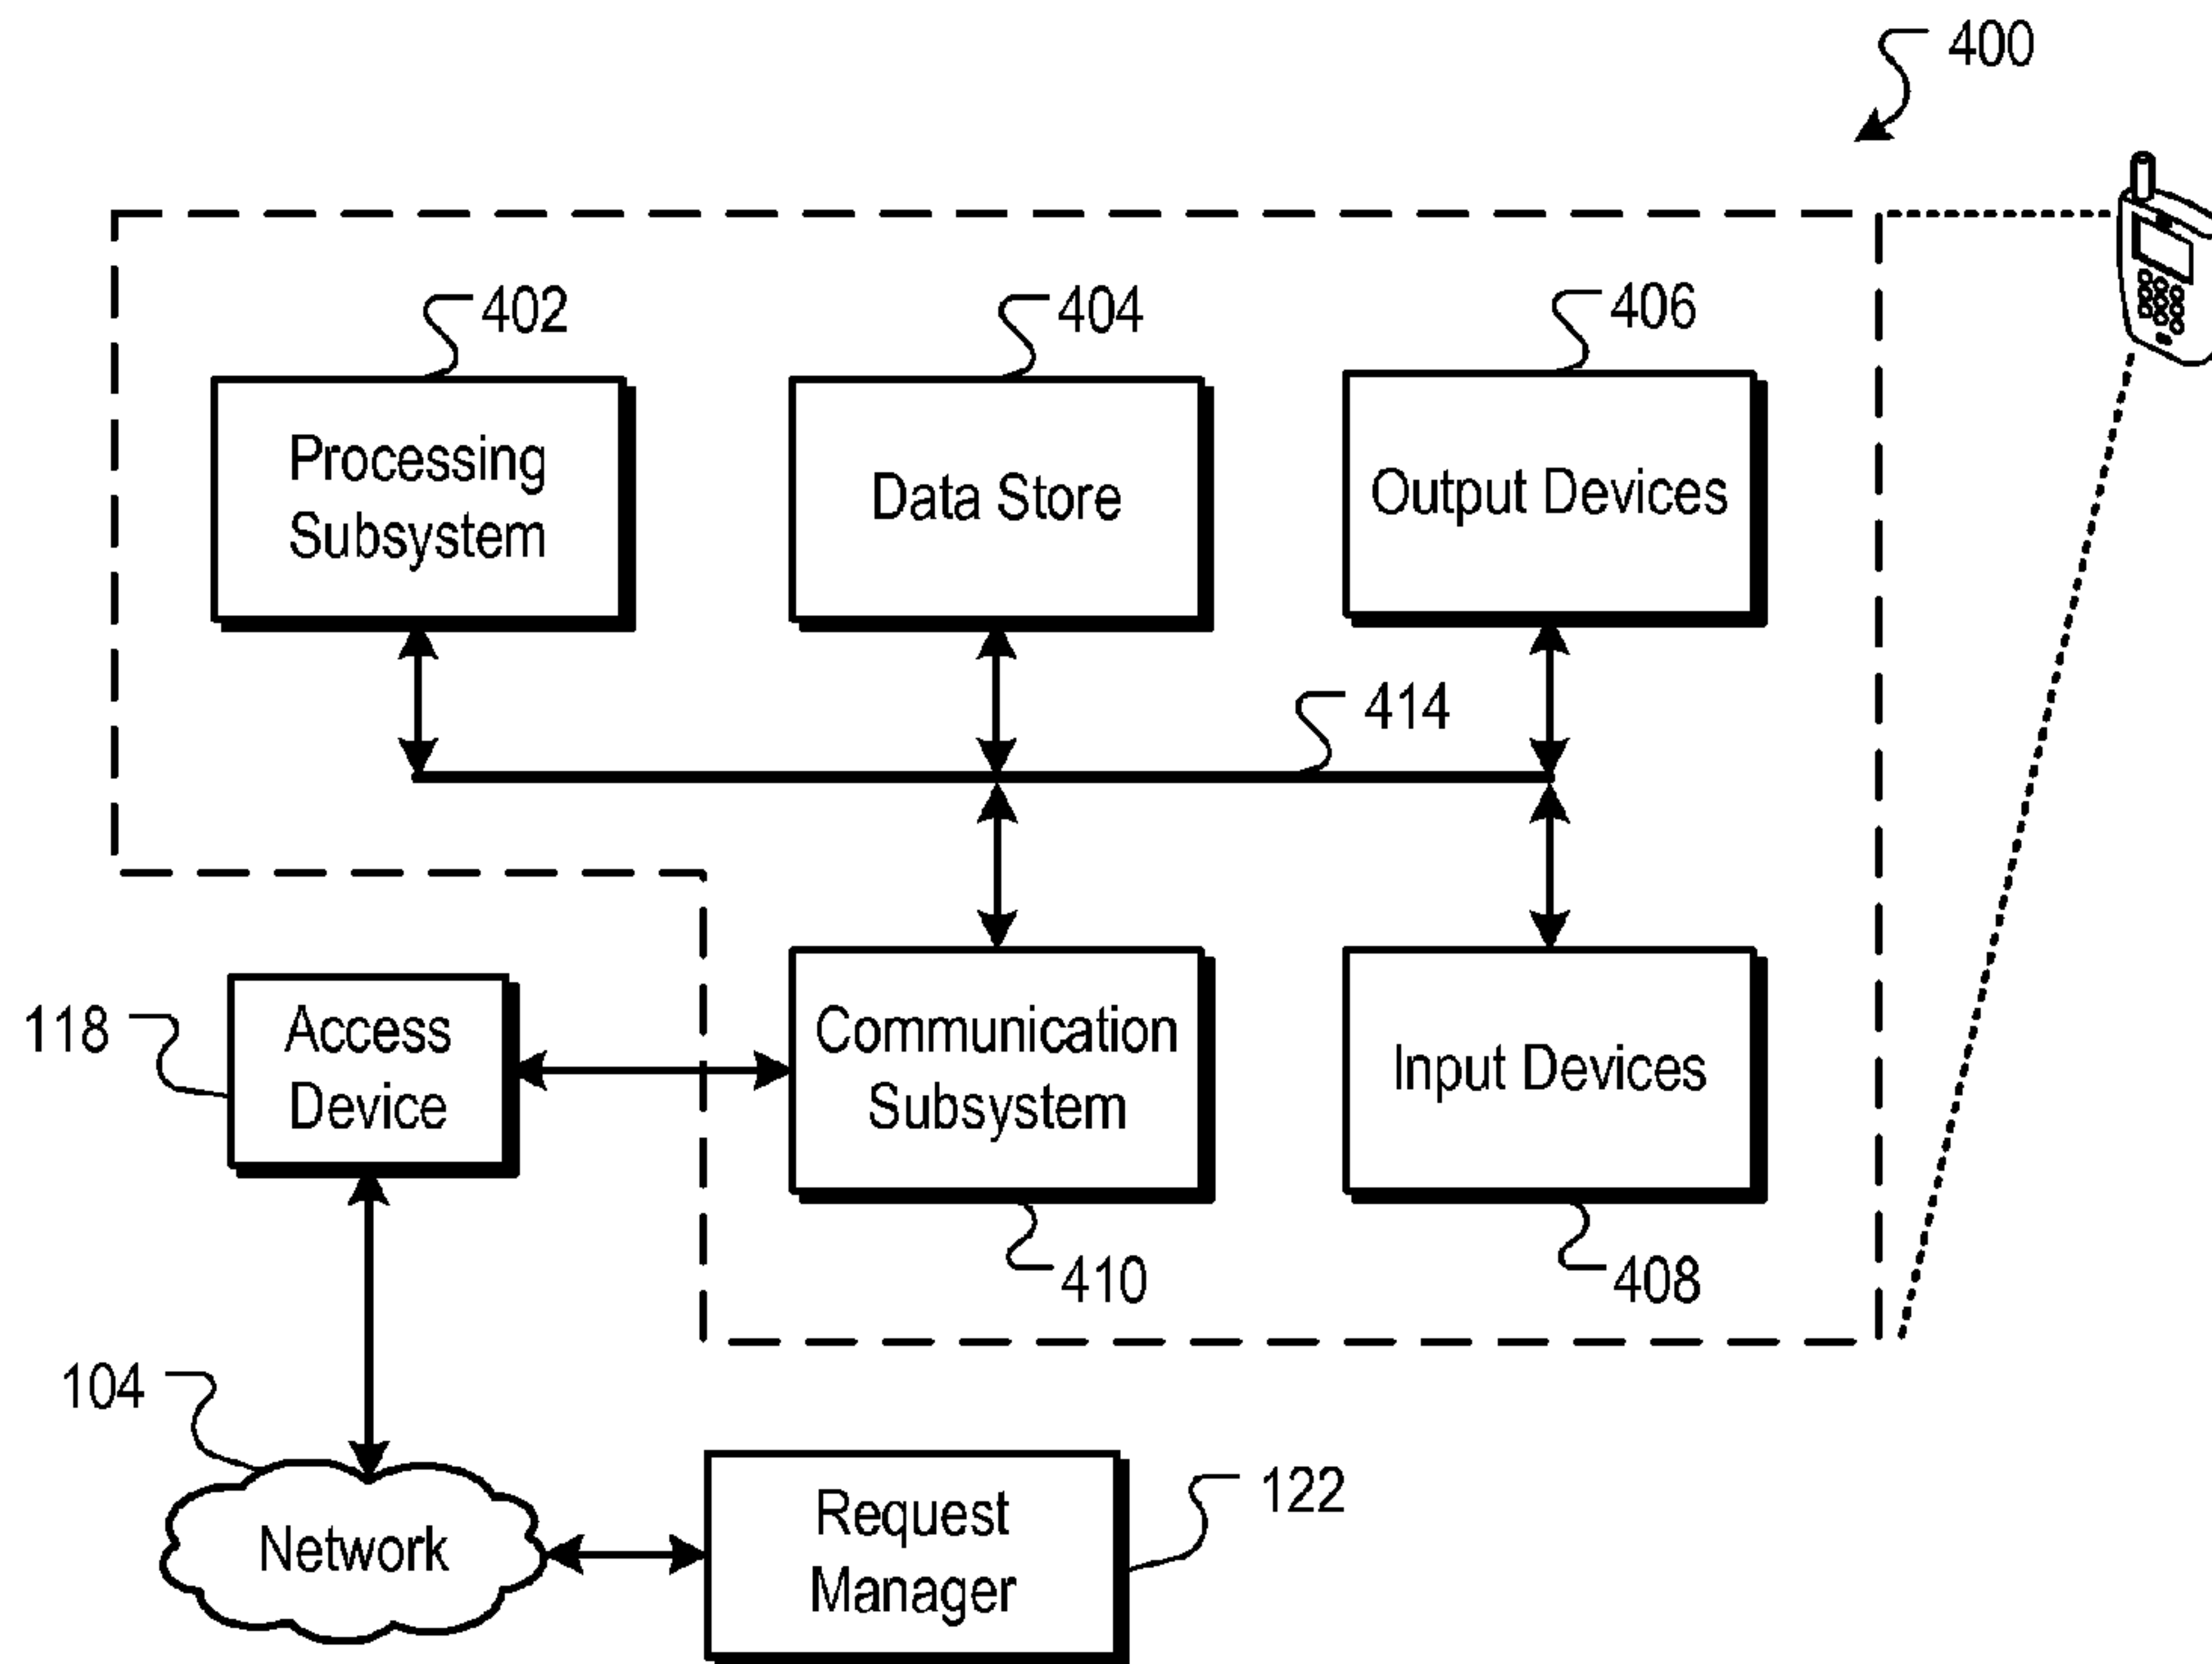 400
402
404
406
Processing
Subsystem
Data Store
Output Devices
414
118
Access
Device
Communication
Subsystem
Input Devices
410
408
104
Network
Request
Manager
122